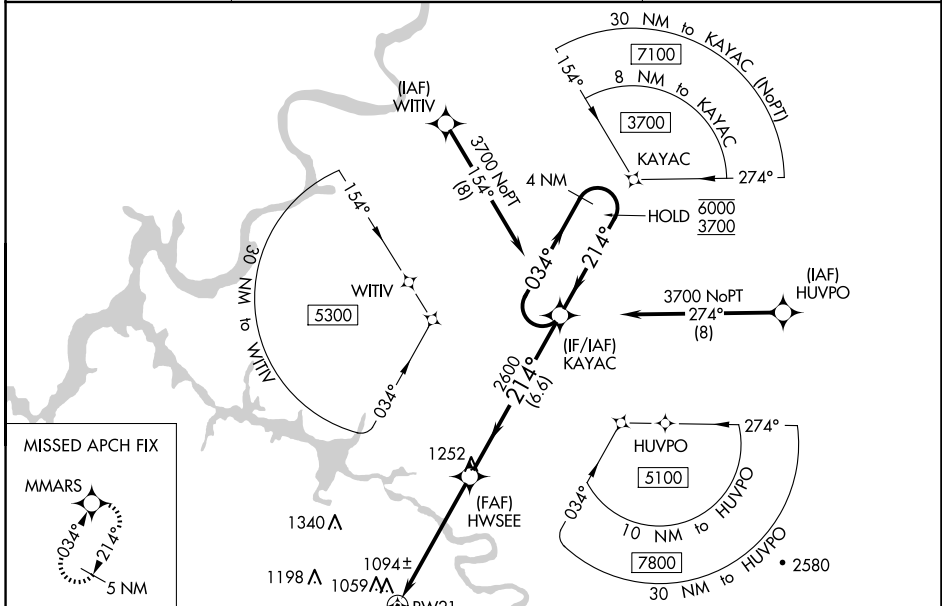 30 NM to KAYAC (NoPT)
7100
154°
8 NM to KAYAC
3700
KAYAC
274°
(IAF)
WITIV
3700 NoPT
154°
(8)
4 NM
HOLD 6000
3700
034°
214°
154°
30 NM to WITIV
WITIV
5300
034°
(IAF)
HUVPO
3700 NoPT
274°
(8)
(IF/IAF)
KAYAC
2600
214°
(6.6)
MISSED APCH FIX
MMARS
034°
214°
5 NM
1252
(FAF)
HWSEE
274°
HUVPO
034°
5100
10 NM to HUVPO
7800
30 NM to HUVPO
2580
1340
1094±
1198
1059
RW21